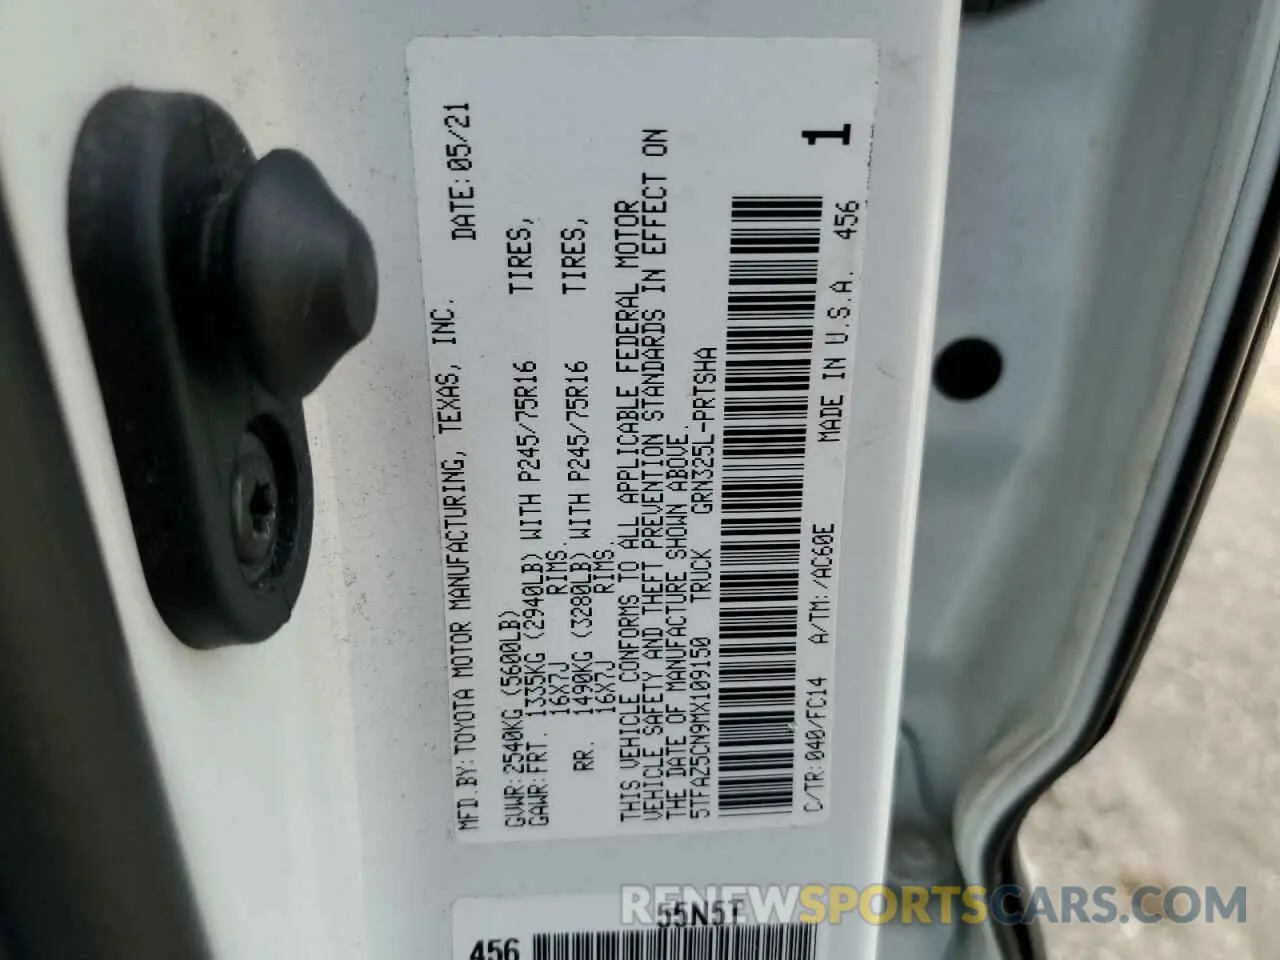 MFD.BY: TOYOTA MOTOR MANUFACTURING, TEXAS, INC. DATE: 05/21
GVWR: 2540KG (5600LB)
GAWR: FRT. 1335KG (2940LB) WITH P245/75R16 TIRES,
16X7J RIMS.
RR. 1490KG (3280LB) WITH P245/75R16 TIRES,
16X7J RIMS.
THIS VEHICLE CONFORMS TO ALL APPLICABLE FEDERAL MOTOR
VEHICLE SAFETY AND THEFT PREVENTION STANDARDS IN EFFECT ON
THE DATE OF MANUFACTURE SHOWN ABOVE.
5TFAZ5CN9MX109150 TRUCK GRN325L-PRTSHA
C/TR: 040/FC14 A/TM: /AC60E MADE IN U.S.A. 456
1
55N5T
456
RENEWSPORTSCARS.COM